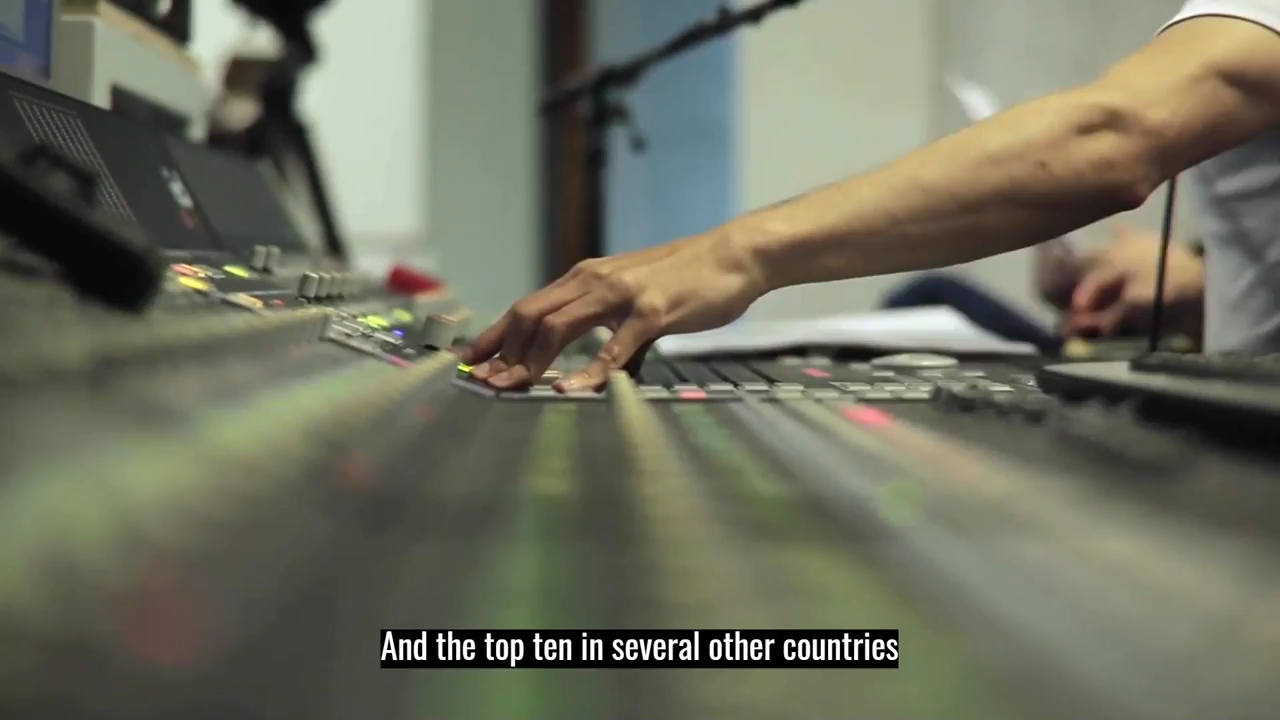 And the top ten in several other countries